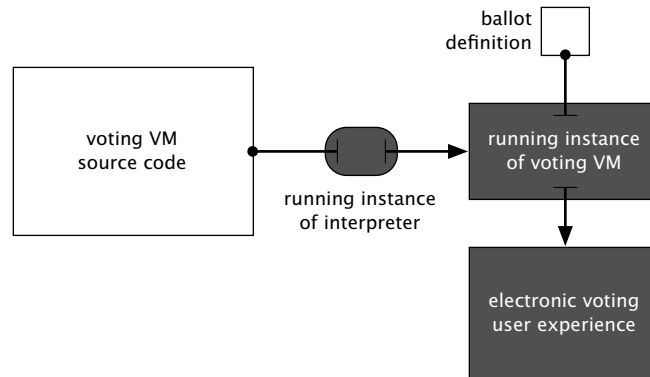 ballot
definition
voting VM
source code
running instance
of voting VM
running instance
of interpreter
electronic voting
user experience